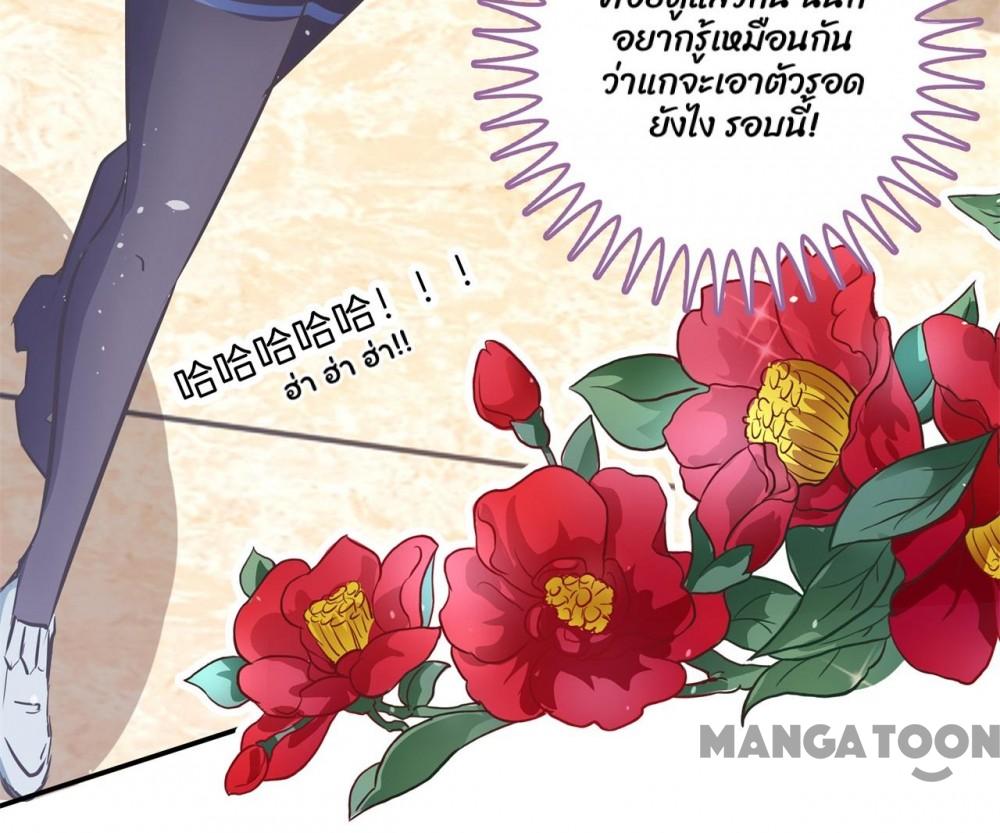 อยากรู้เหมือนกัน
ว่าแกจะเอาตัวรอด
ยังไง รอบนี้!
哈哈哈哈哈！！！
ฮ่า ฮ่า ฮ่า!!
MANGATOON